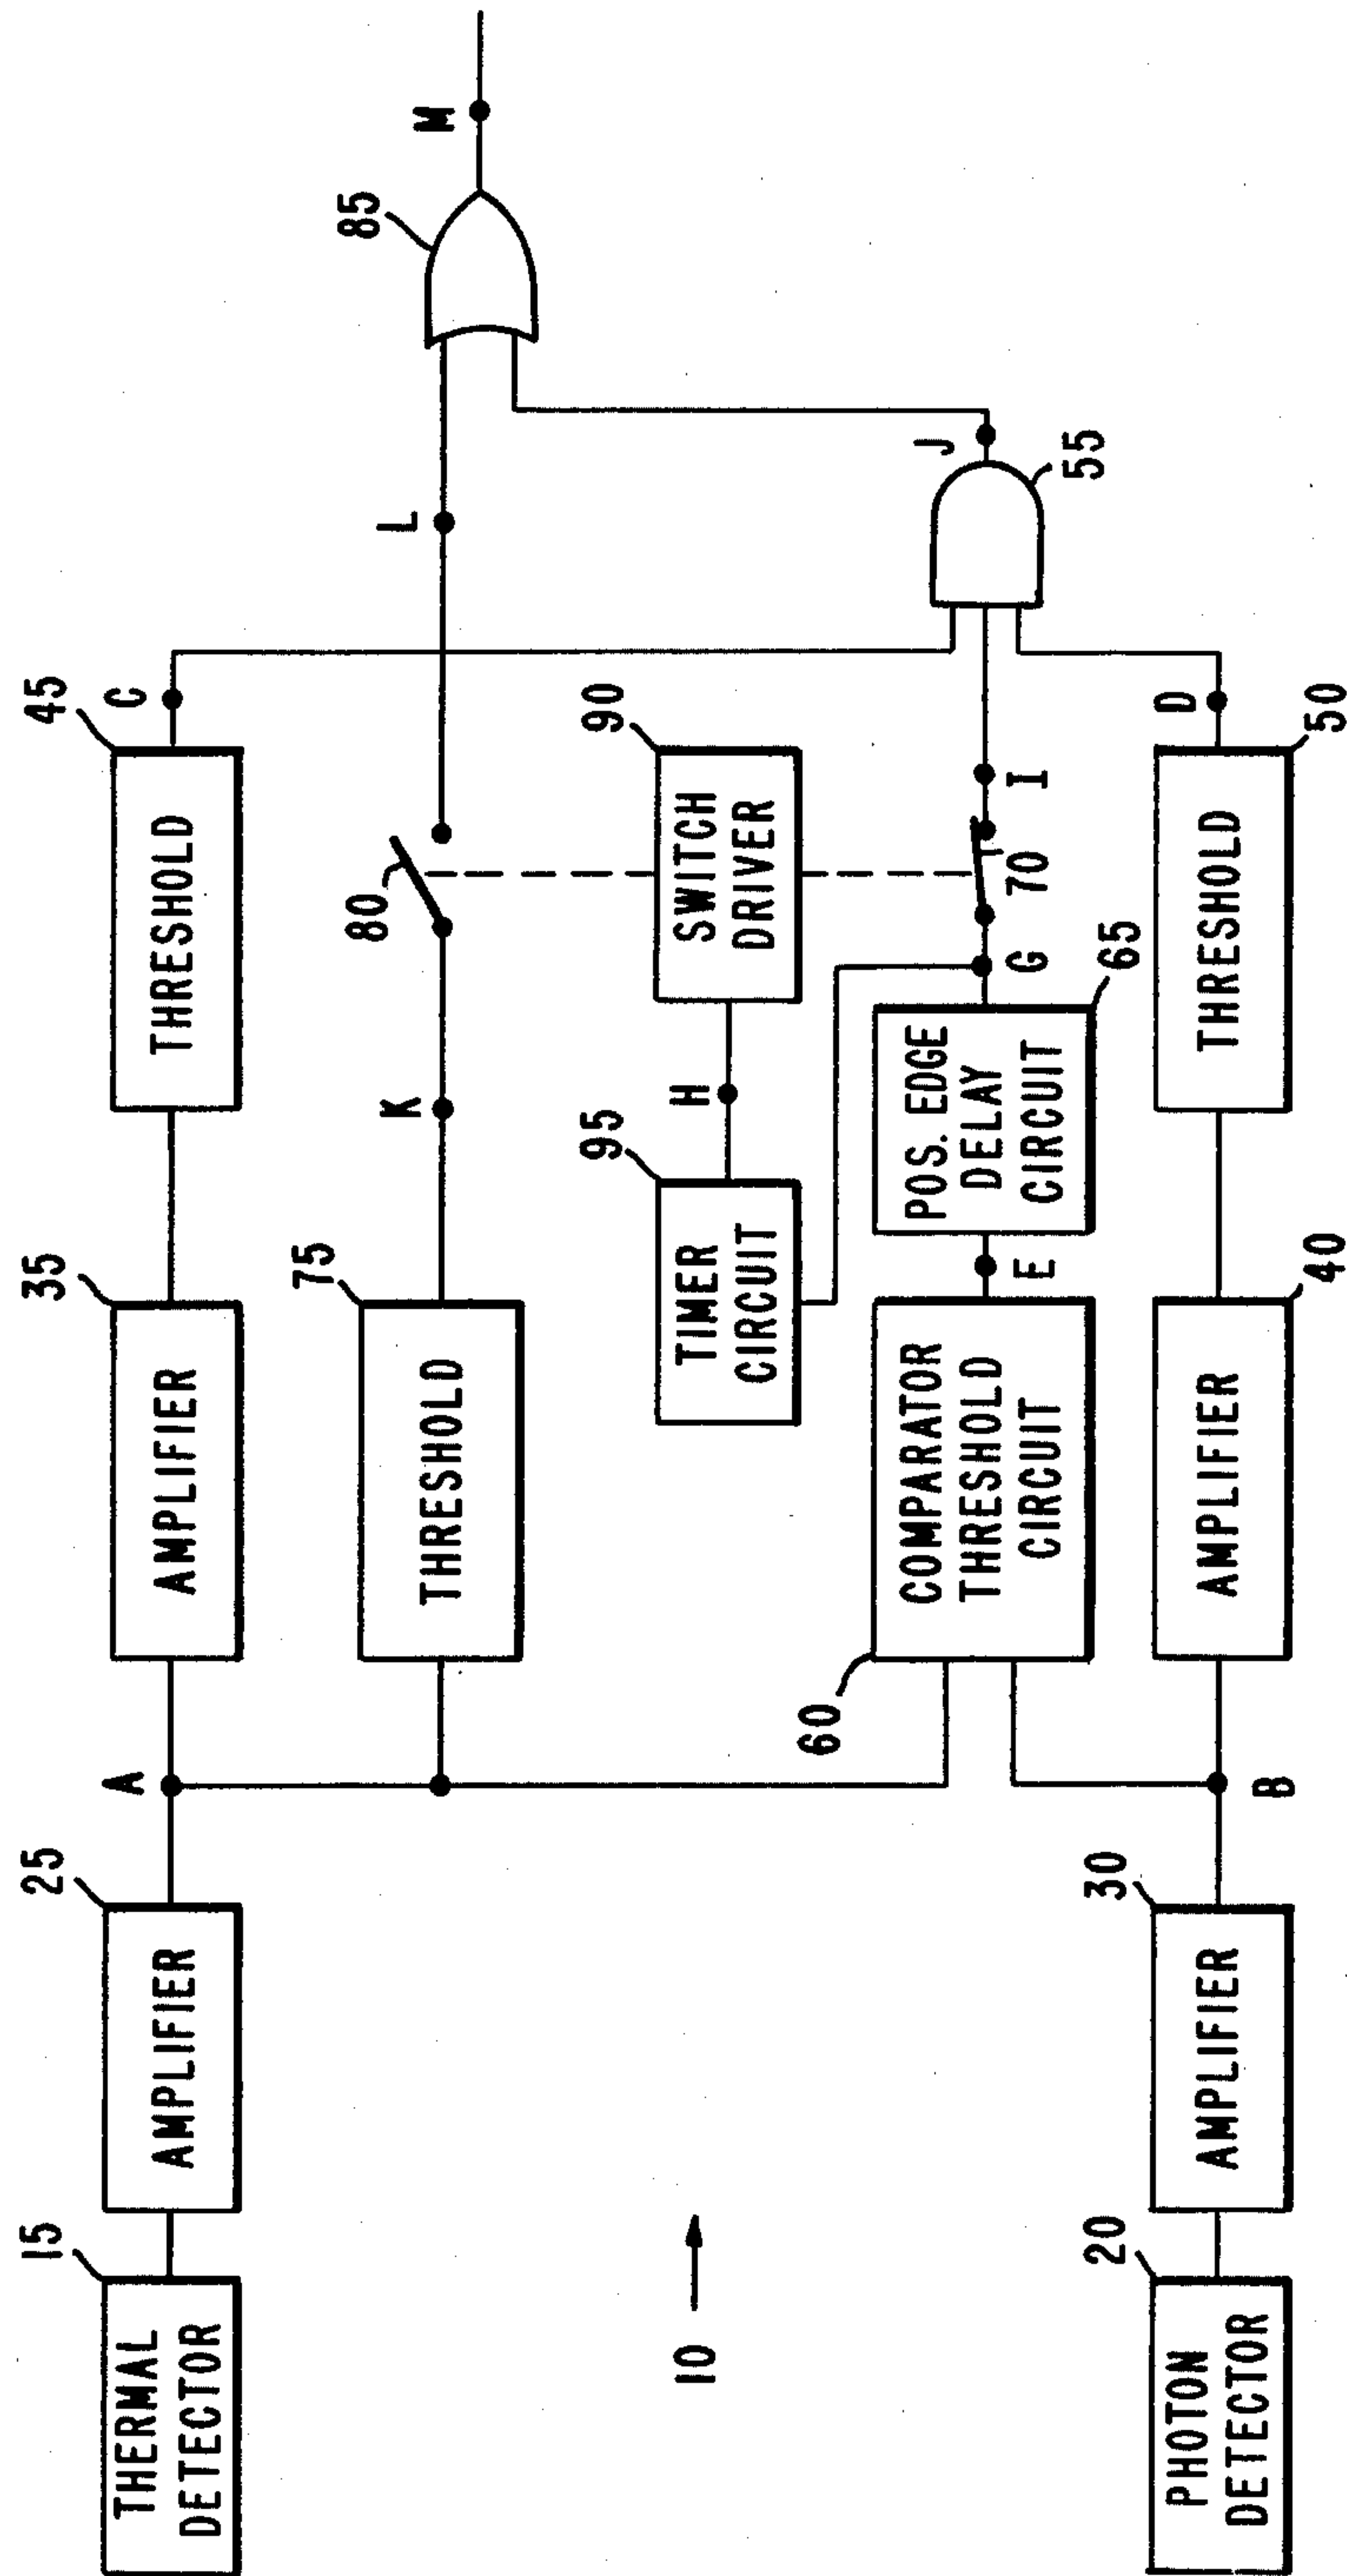 15
THERMAL
DETECTOR
25
AMPLIFIER
A
35
AMPLIFIER
45
THRESHOLD
C
75
THRESHOLD
K
80
L
85
M
95
TIMER
CIRCUIT
H
90
SWITCH
DRIVER
10
60
COMPARATOR
THRESHOLD
CIRCUIT
E
POS. EDGE
DELAY
CIRCUIT
65
G
70
I
J
55
20
PHOTON
DETECTOR
30
AMPLIFIER
B
40
AMPLIFIER
50
THRESHOLD
D